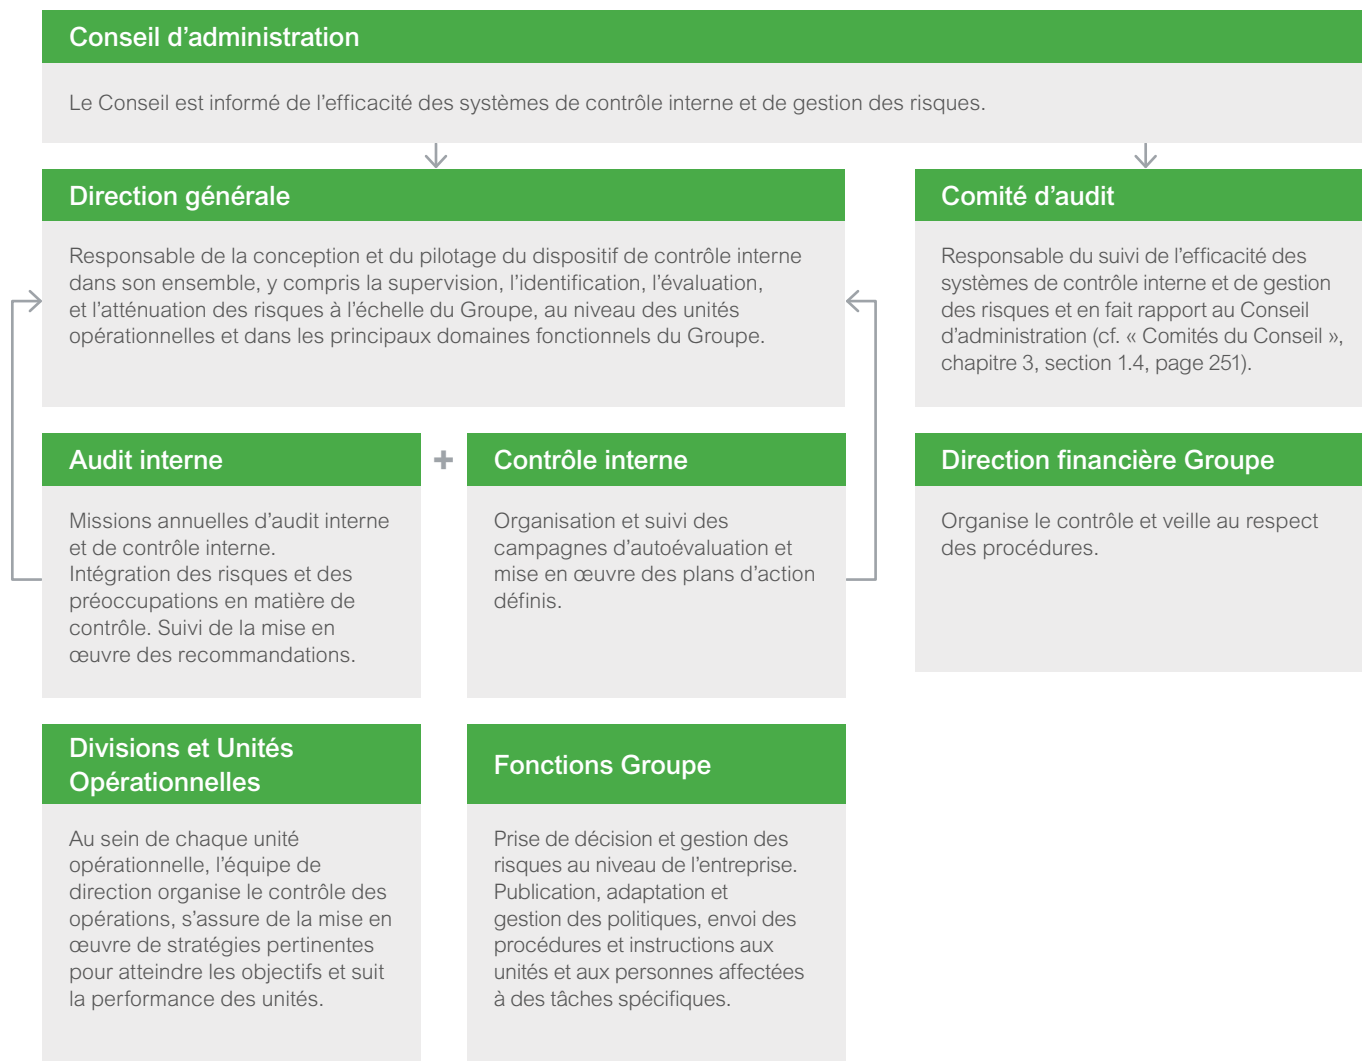 Conseil d’administration
Le Conseil est informé de l’efficacité des systèmes de contrôle interne et de gestion des risques.
Direction générale
Responsable de la conception et du pilotage du dispositif de contrôle interne
dans son ensemble, y compris la supervision, l’identification, l’évaluation,
et l’atténuation des risques à l’échelle du Groupe, au niveau des unités
opérationnelles et dans les principaux domaines fonctionnels du Groupe.
Comité d’audit
Responsable du suivi de l’efficacité des
systèmes de contrôle interne et de gestion
des risques et en fait rapport au Conseil
d’administration (cf. « Comités du Conseil »,
chapitre 3, section 1.4, page 251).
Audit interne
Missions annuelles d’audit interne
et de contrôle interne.
Intégration des risques et des
préoccupations en matière de
contrôle. Suivi de la mise en
œuvre des recommandations.
+
Contrôle interne
Organisation et suivi des
campagnes d’autoévaluation et
mise en œuvre des plans d’action
définis.
Direction financière Groupe
Organise le contrôle et veille au respect
des procédures.
Divisions et Unités
Opérationnelles
Au sein de chaque unité
opérationnelle, l’équipe de
direction organise le contrôle des
opérations, s’assure de la mise en
œuvre de stratégies pertinentes
pour atteindre les objectifs et suit
la performance des unités.
Fonctions Groupe
Prise de décision et gestion des
risques au niveau de l’entreprise.
Publication, adaptation et
gestion des politiques, envoi des
procédures et instructions aux
unités et aux personnes affectées
à des tâches spécifiques.